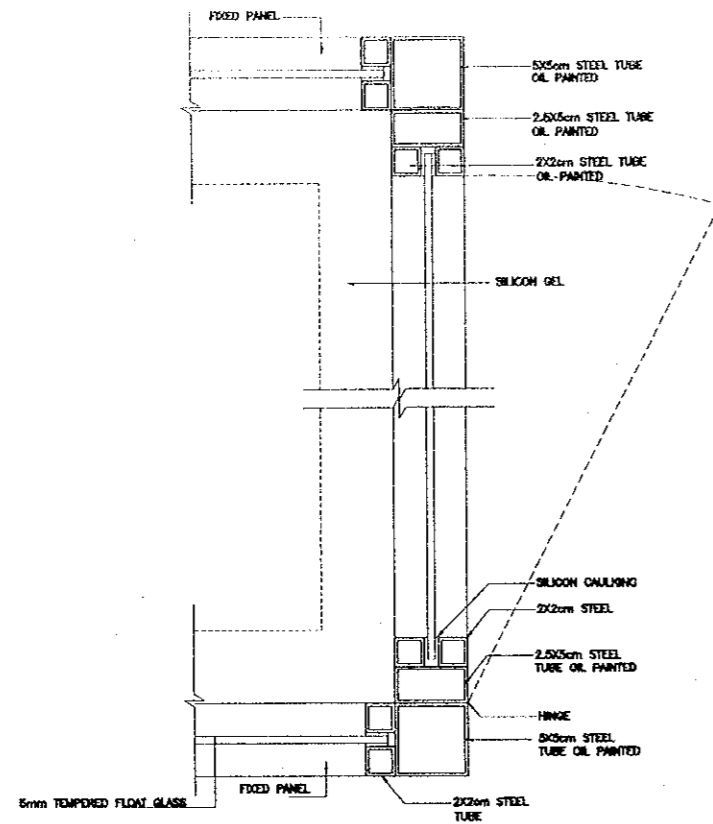 FIXED PANEL
5X5cm STEEL TUBE
OIL PAINTED
2.5X5cm STEEL TUBE
OIL PAINTED
2X2cm STEEL TUBE
OIL-PAINTED
SILICON GEL
SILICON CAULKING
2X2cm STEEL
2.5X5cm STEEL
TUBE OIL PAINTED
HINGE
5X5cm STEEL
TUBE OIL PAINTED
FIXED PANEL
6mm TEMPERED FLOAT GLASS
2X2cm STEEL
TUBE